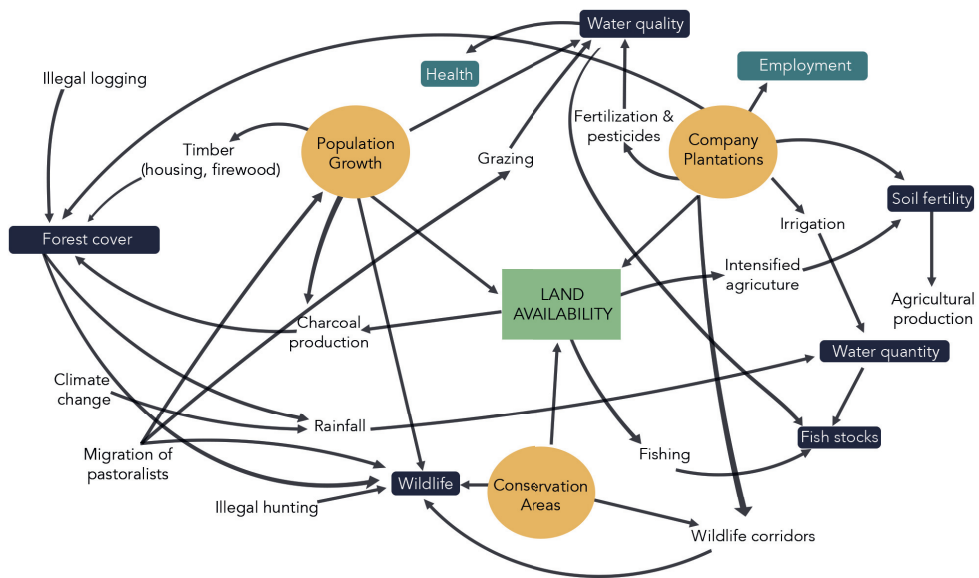 Water quality
Health
Employment
Illegal logging
Fertilization &
pesticides
Company
Plantations
Population
Growth
Timber
(housing, firewood)
Grazing
Soil fertility
Irrigation
Forest cover
Intensified
agricuture
LAND
AVAILABILITY
Agricultural
production
Charcoal
production
Water quantity
Climate
change
Rainfall
Fish stocks
Migration of
pastoralists
Fishing
Wildlife
Conservation
Areas
Illegal hunting
Wildlife corridors